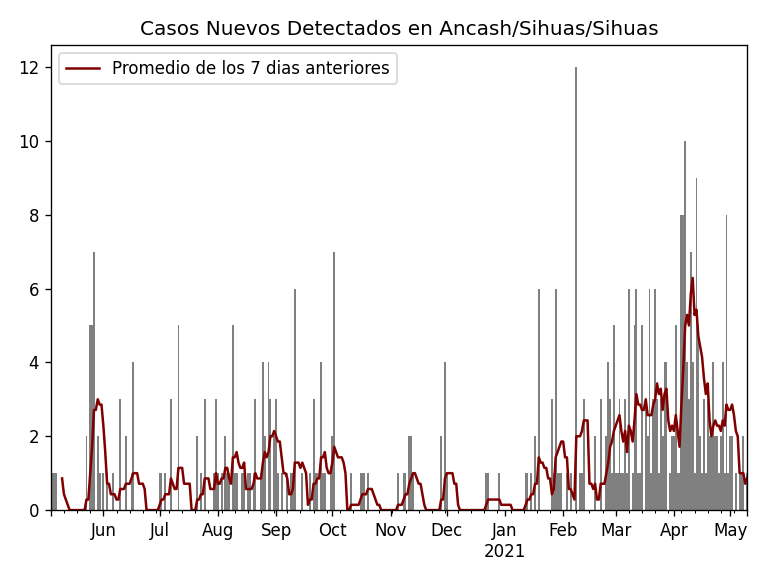 Casos Nuevos Detectados en Ancash/Sihuas/Sihuas
Promedio de los 7 dias anteriores
12
10
8
6
4
2
0
Jun Jul Aug Sep Oct Nov Dec Jan Feb Mar Apr May
2021